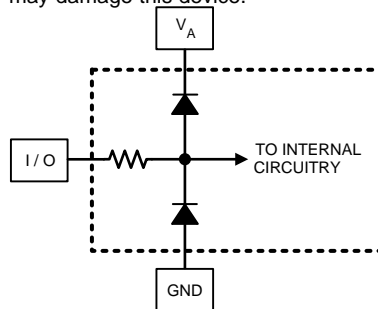 may damage this device.
V_A
I / O
TO INTERNAL
CIRCUITRY
GND